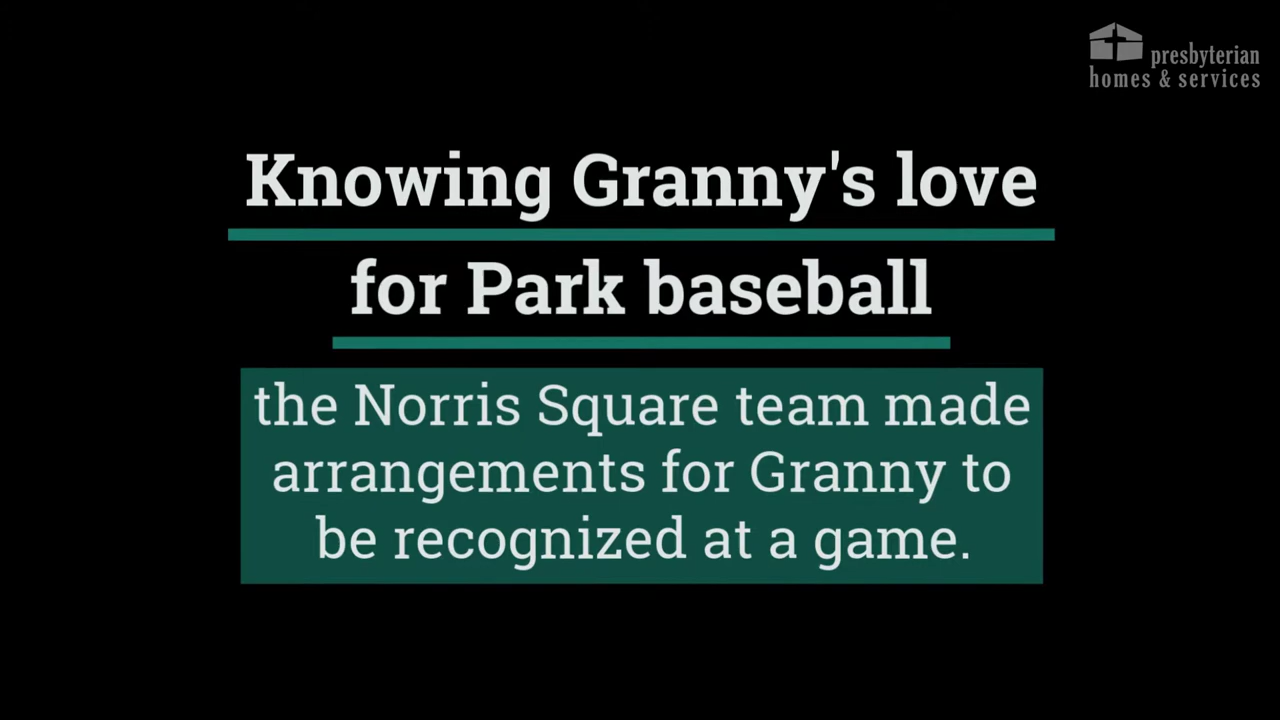 presbyterian
homes & services
Knowing Granny's love
for Park baseball
the Norris Square team made
arrangements for Granny to
be recognized at a game.